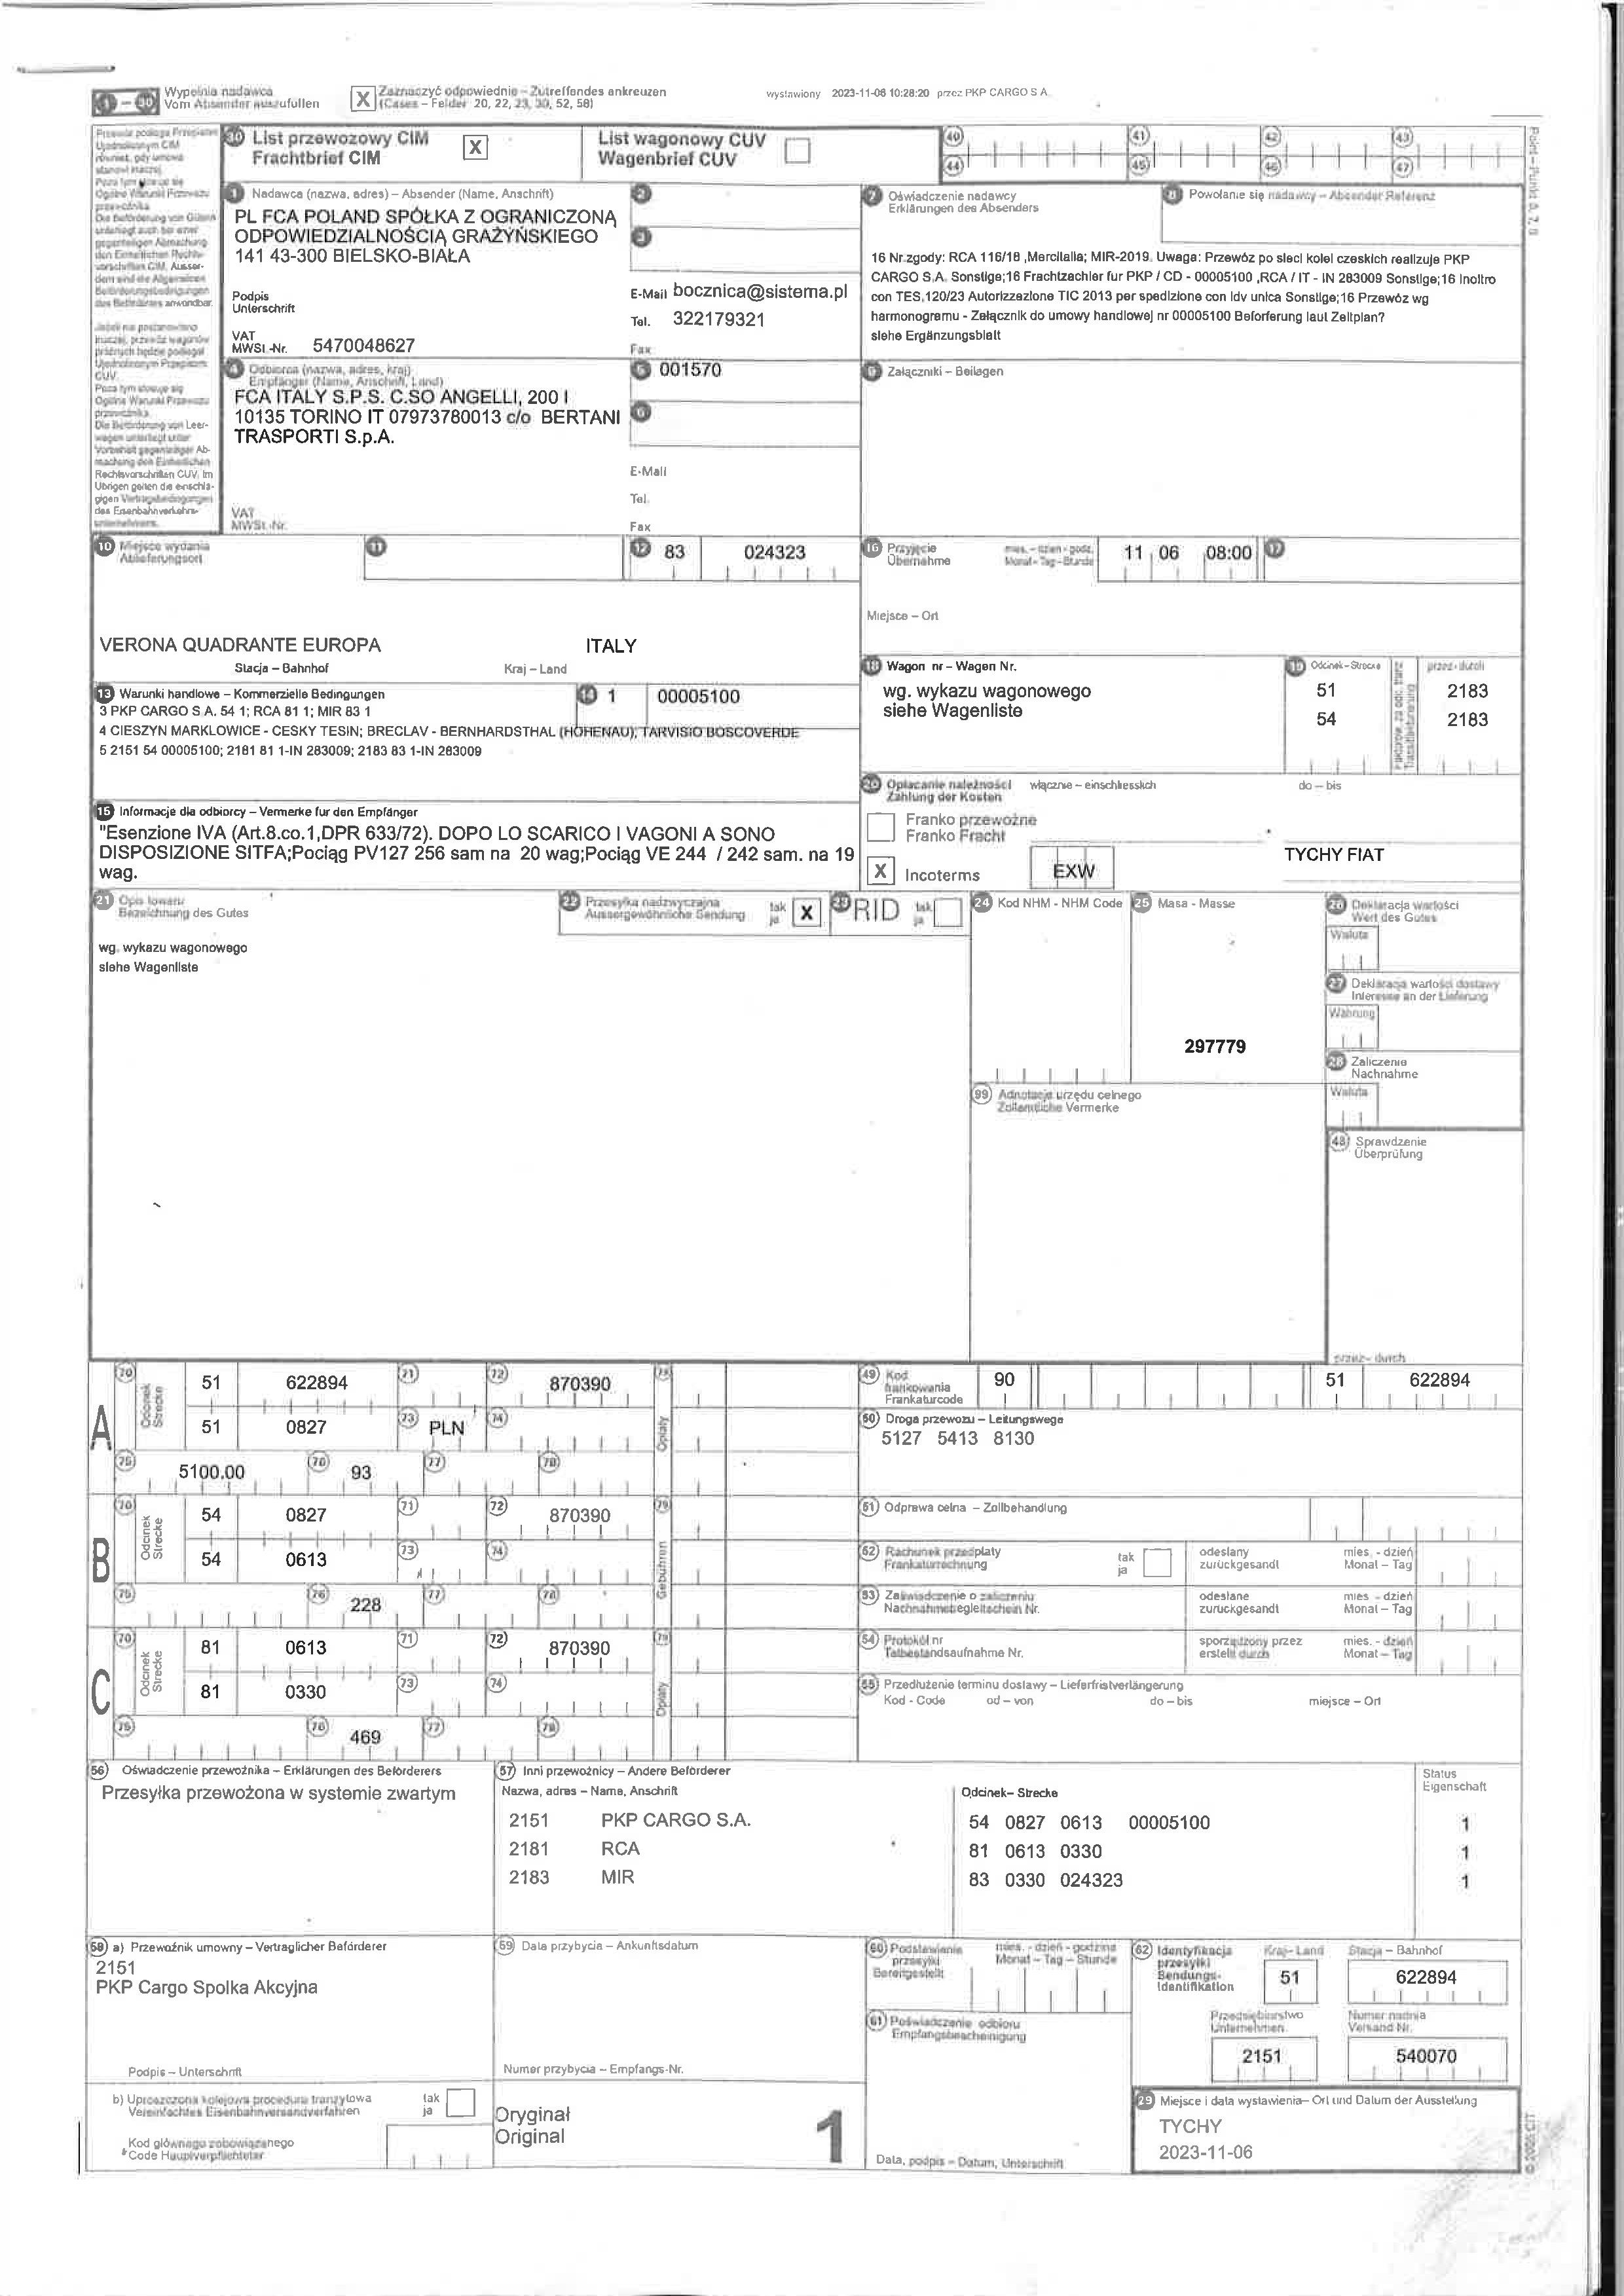 1 – 30 Wypełnia nadawca
Vom Absender auszufüllen
X Zaznaczyć odpowiednie – Zutreffendes ankreuzen
(Cases – Felder 20, 22, 23, 30, 52, 58)
wystawiony 2023-11-06 10:28:20 przez PKP CARGO S A
30 List przewozowy CIM
Frachtbrief CIM X
List wagonowy CUV
Wagenbrief CUV
40 41 42 43
44 45 46 47
1 Nadawca (nazwa, adres) – Absender (Name, Anschrift)
PL FCA POLAND SPÓŁKA Z OGRANICZONĄ
ODPOWIEDZIALNOŚCIĄ GRAŻYŃSKIEGO
141 43-300 BIELSKO-BIAŁA
Podpis
Unterschrift
VAT
MWSt.-Nr. 5470048627
2
3
E-Mail bocznica@sistema.pl
Tel. 322179321
Fax
7 Oświadczenie nadawcy
Erklärungen des Absenders
8 Powołanie się nadawcy – Absender Referenz
16 Nr.zgody: RCA 116/18 ,Mercitalia; MIR-2019. Uwaga: Przewóz po sieci kolei czeskich realizuje PKP
CARGO S.A. Sonstige;16 Frachtzachler fur PKP / CD - 00005100 ,RCA / IT - IN 283009 Sonstige;16 Inoltro
con TES,120/23 Autorizzazione TIC 2013 per spedizione con ldv unica Sonstige;16 Przewóz wg
harmonogramu - Załącznik do umowy handlowej nr 00005100 Beforferung laut Zeitplan?
siehe Ergänzungsblatt
4 Odbiorca (nazwa, adres, kraj)
Empfänger (Name, Anschrift, Land)
FCA ITALY S.P.S. C.SO ANGELLI, 200 I
10135 TORINO IT 07973780013 c/o BERTANI
TRASPORTI S.p.A.
VAT
MWSt.-Nr.
5 001570
6
E-Mail
Tel.
Fax
9 Załączniki – Beilagen
10 Miejsce wydania
Ablieferungsort
11
12 83 024323
VERONA QUADRANTE EUROPA ITALY
Stacja – Bahnhof Kraj – Land
16 Przyjęcie
Übernahme
mies. – dzień – godz.
Monat – Tag – Stunde
11 06 08:00 17
Miejsce – Ort
13 Warunki handlowe – Kommerzielle Bedingungen
14 1 00005100
3 PKP CARGO S.A. 54 1; RCA 81 1; MIR 83 1
4 CIESZYN MARKLOWICE - CESKY TESIN; BRECLAV - BERNHARDSTHAL (HOHENAU); TARVISIO BOSCOVERDE
5 2151 54 00005100; 2181 81 1-IN 283009; 2183 83 1-IN 283009
18 Wagon nr – Wagen Nr.
wg. wykazu wagonowego
siehe Wagenliste
19 Odcinek – Strecke
przez - durch
51 2183
54 2183
15 Informacje dla odbiorcy – Vermerke fur den Empfänger
"Esenzione IVA (Art.8.co.1,DPR 633/72). DOPO LO SCARICO I VAGONI A SONO
DISPOSIZIONE SITFA;Pociąg PV127 256 sam na 20 wag;Pociąg VE 244 / 242 sam. na 19
wag.
20 Opłacanie należności
Zahlung der Kosten
włącznie – einschliesslich
do – bis
Franko przewoźne
Franko Fracht
X Incoterms EXW
TYCHY FIAT
21 Opis towaru
Bezeichnung des Gutes
wg. wykazu wagonowego
siehe Wagenliste
22 Przesyłka nadzwyczajna
Aussergewöhnliche Sendung
tak
ja X
23 RID tak
ja
24 Kod NHM - NHM Code
25 Masa - Masse
297779
26 Deklaracja wartości
Wert des Gutes
Waluta
27 Deklaracja wartości dostawy
Interesse an der Lieferung
Währung
28 Zaliczenie
Nachnahme
Waluta
99 Adnotacje urzędu celnego
Zollamtliche Vermerke
48 Sprawdzenie
Überprüfung
przez – durch
A 70 Odcinek Strecke
51 622894 71 72 870390 79
51 0827 73 PLN 74 Opłaty
75 5100.00 76 93 77 78
B 70 Odcinek Strecke
54 0827 71 72 870390 79
54 0613 73 74 Gebühren
75 76 228 77 78
C 70 Odcinek Strecke
81 0613 71 72 870390 79
81 0330 73 74 Opłaty
75 76 469 77 78
49 Kod
frankowania
Frankaturcode
90 51 622894
50 Droga przewozu – Leitungswege
5127 5413 8130
51 Odprawa celna – Zollbehandlung
52 Rachunek przedpłaty
Frankaturrechnung
tak
ja
odesłany
zurückgesandt
mies. - dzień
Monat – Tag
53 Zaświadczenie o zaliczeniu
Nachnahmebegleitschein Nr.
odesłane
zurückgesandt
mies - dzień
Monat – Tag
54 Protokół nr
Tatbestandsaufnahme Nr.
sporządzony przez
erstellt durch
mies. - dzień
Monat – Tag
55 Przedłużenie terminu dostawy – Lieferfristverlängerung
Kod - Code od – von do – bis miejsce – Ort
56 Oświadczenie przewoźnika – Erklärungen des Beförderers
Przesyłka przewożona w systemie zwartym
57 Inni przewoźnicy – Andere Beförderer
Nazwa, adres – Name, Anschrift
Odcinek– Strecke
Status
Eigenschaft
2151 PKP CARGO S.A. 54 0827 0613 00005100 1
2181 RCA 81 0613 0330 1
2183 MIR 83 0330 024323 1
58 a) Przewoźnik umowny – Vertraglicher Beförderer
2151
PKP Cargo Spolka Akcyjna
Podpis – Unterschrift
59 Data przybycia – Ankunftsdatum
Numer przybycia – Empfangs-Nr.
60 Podstawienie
przesyłki
Bereitgestellt
mies. - dzień - godzina
Monat – Tag – Stunde
61 Poświadczenie odbioru
Empfangsbescheinigung
Data, podpis – Datum, Unterschrift
62 Identyfikacja
przesyłki
Sendungs-
Identifikation
Kraj- Land
51
Stacja – Bahnhof
622894
Przedsiębiorstwo
Unternehmen
2151
Numer nadnia
Versand Nr.
540070
b) Uproszczona kolejowa procedura tranzytowa
Vereinfachtes Eisenbahnversandverfahren
tak
ja
Kod głównego zobowiązanego
Code Hauptverpflichteter
Oryginał
Original
1
29 Miejsce i data wystawienia– Ort und Datum der Ausstellung
TYCHY
2023-11-06